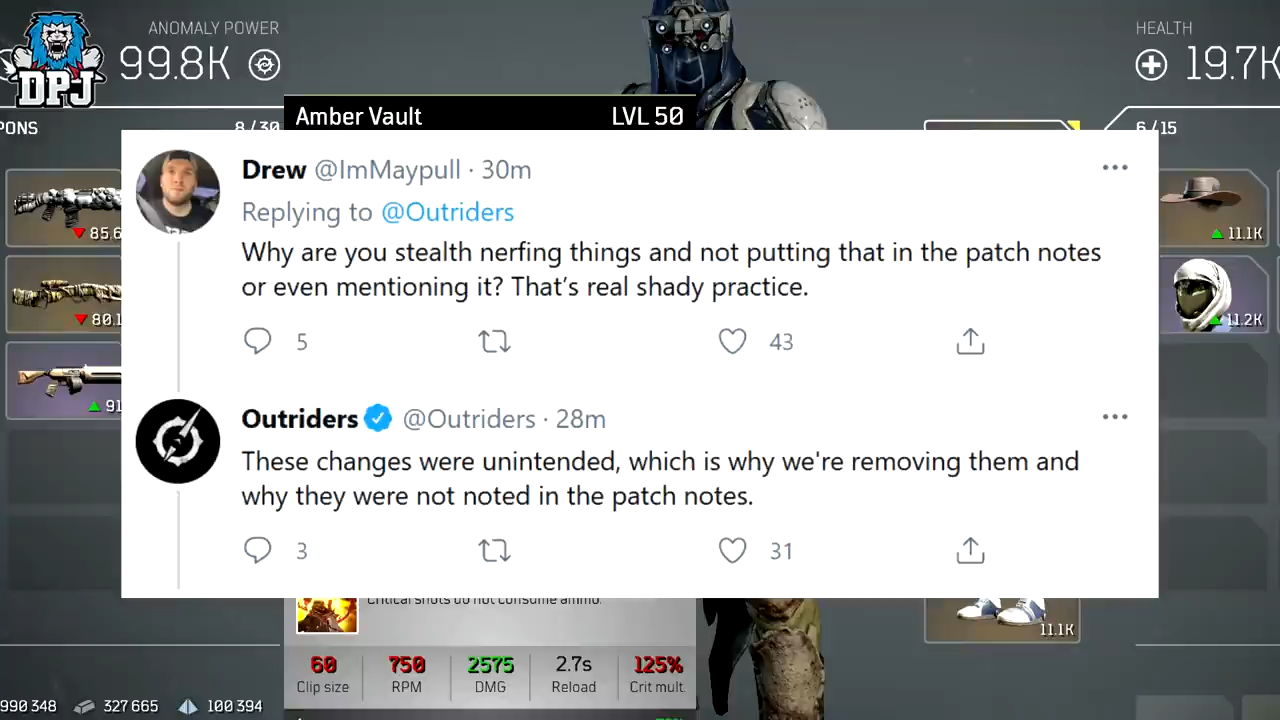 DPJ
ANOMALY POWER
99.8K
HEALTH
19.7K
PONS
8/30
Amber Vault
LVL 50
6/15
85.6
80.1
91
11.1K
11.2K
Drew @ImMaypull · 30m
Replying to @Outriders
Why are you stealth nerfing things and not putting that in the patch notes
or even mentioning it? That's real shady practice.
5
43
Outriders @Outriders · 28m
These changes were unintended, which is why we're removing them and
why they were not noted in the patch notes.
3
31
Critical shots do not consume ammo.
11.1K
60 750 2575 2.7s 125%
Clip size RPM DMG Reload Crit mult.
990 348 327 665 100 394